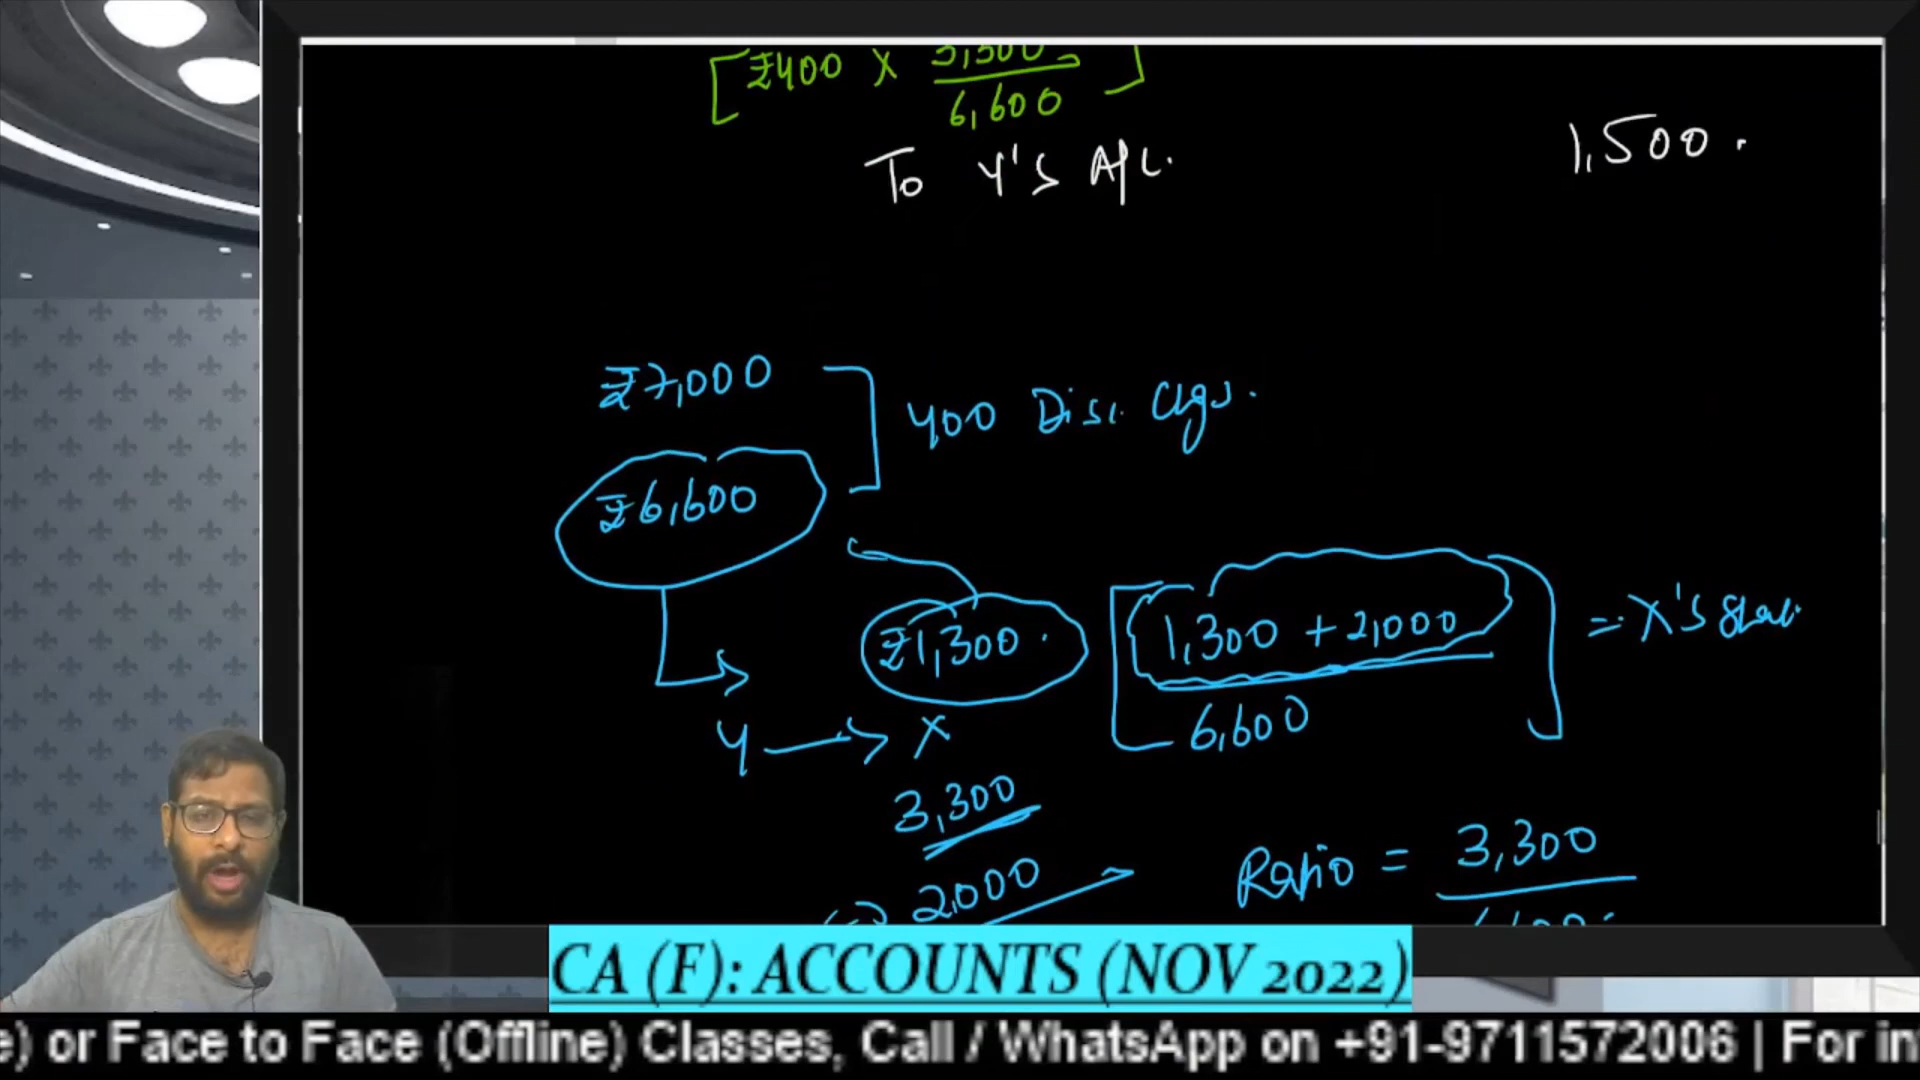 [₹400 × 3,300
6,600 ]
To Y's A/c.
1,500.
₹7,000
400 Disc. Chgs.
₹6,600
₹1,300. [ 1,300 + 2,000 ] = X's
6,600
Y → X
3,300
(-) 2,000
Ratio = 3,300
CA (F): ACCOUNTS (NOV 2022)
e) or Face to Face (Offline) Classes, Call / WhatsApp on +91-9711572006 | For in